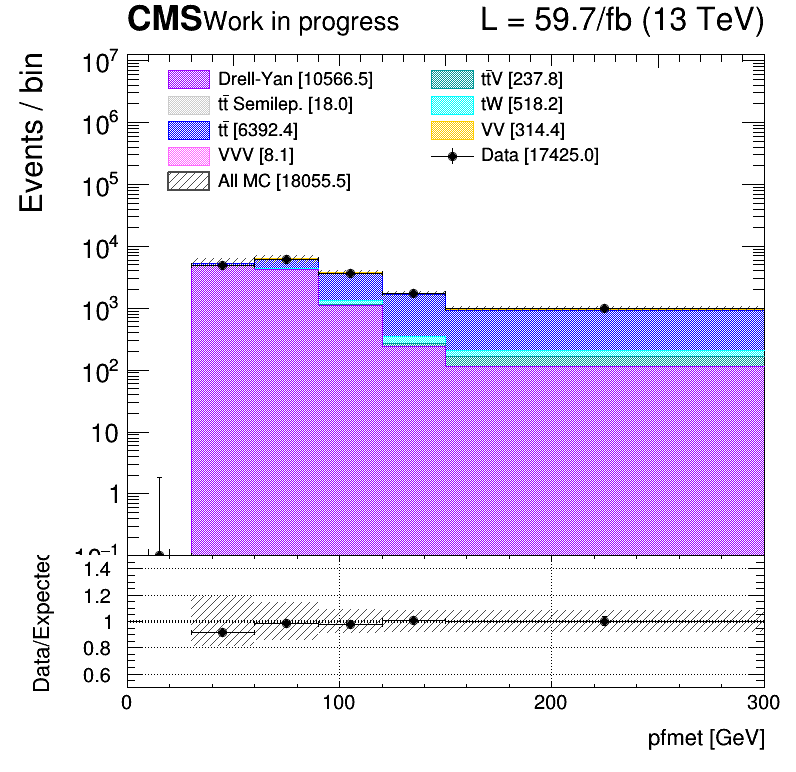 CMS Work in progress L = 59.7/fb (13 TeV)
Events / bin
10⁷
10⁶
10⁵
10⁴
10³
10²
10
1
10⁻¹
Drell-Yan [10566.5]
tt̄ Semilep. [18.0]
tt̄ [6392.4]
VVV [8.1]
All MC [18055.5]
tt̄V [237.8]
tW [518.2]
VV [314.4]
Data [17425.0]
Data/Expected
1.4
1.2
1
0.8
0.6
0 100 200 300
pfmet [GeV]